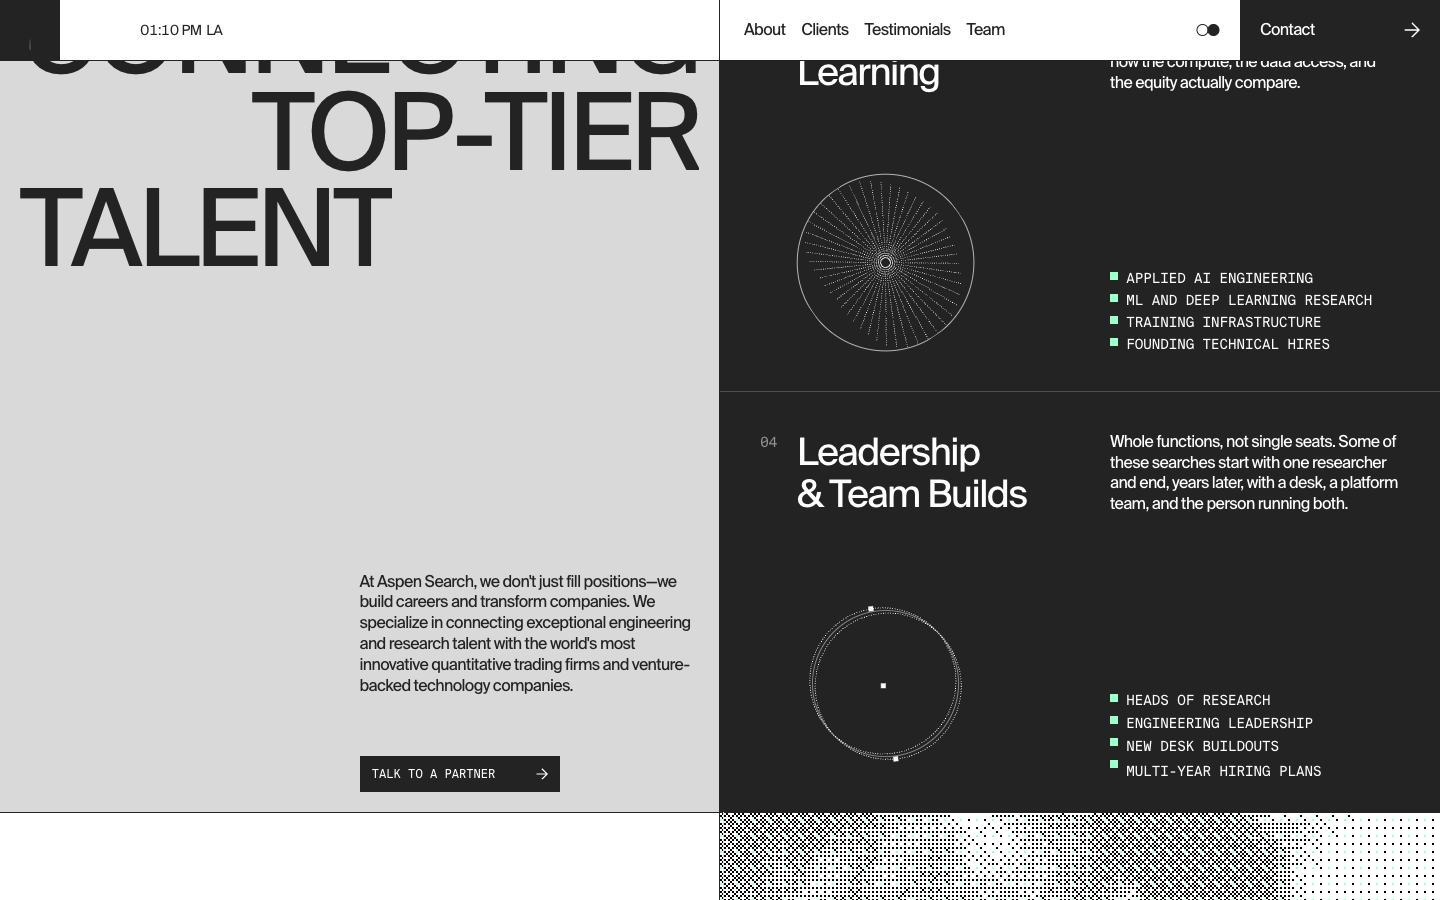 01:10 PM LA
About
Clients
Testimonials
Team
Contact
CONNECTING
TOP-TIER
TALENT
At Aspen Search, we don't just fill positions—we
build careers and transform companies. We
specialize in connecting exceptional engineering
and research talent with the world's most
innovative quantitative trading firms and venture-
backed technology companies.
TALK TO A PARTNER
Learning
how the compute, the data access, and
the equity actually compare.
APPLIED AI ENGINEERING
ML AND DEEP LEARNING RESEARCH
TRAINING INFRASTRUCTURE
FOUNDING TECHNICAL HIRES
04
Leadership
& Team Builds
Whole functions, not single seats. Some of
these searches start with one researcher
and end, years later, with a desk, a platform
team, and the person running both.
HEADS OF RESEARCH
ENGINEERING LEADERSHIP
NEW DESK BUILDOUTS
MULTI-YEAR HIRING PLANS